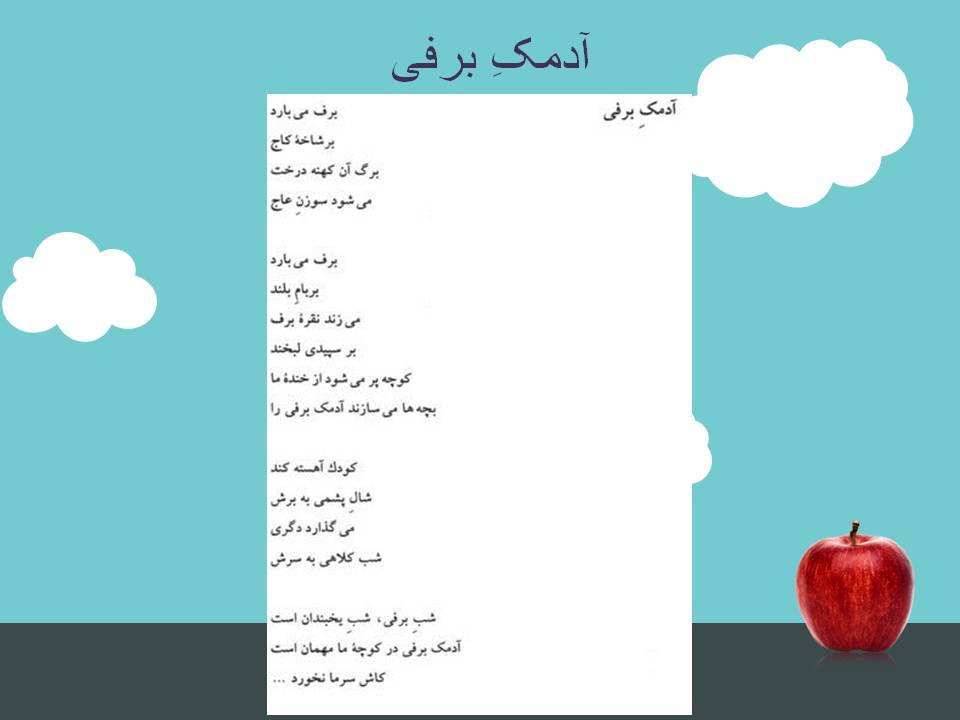 آدمکِ برفی
آدمکِ برفی
برف می بارد
بر شاخهٔ کاج
برگ آن کهنه درخت
می شود سوزنِ عاج
برف می بارد
بر بامِ بلند
می زند نقرهٔ برف
بر سپیدی لبخند
کوچه پر می شود از خندهٔ ما
بچه ها می سازند آدمک برفی را
کودك آهسته کند
شالِ پشمی به برش
می گذارد دگری
شب کلاهی به سرش
شبِ برفی، شبِ یخبندان است
آدمک برفی در کوچهٔ ما مهمان است
کاش سرما نخورد ...